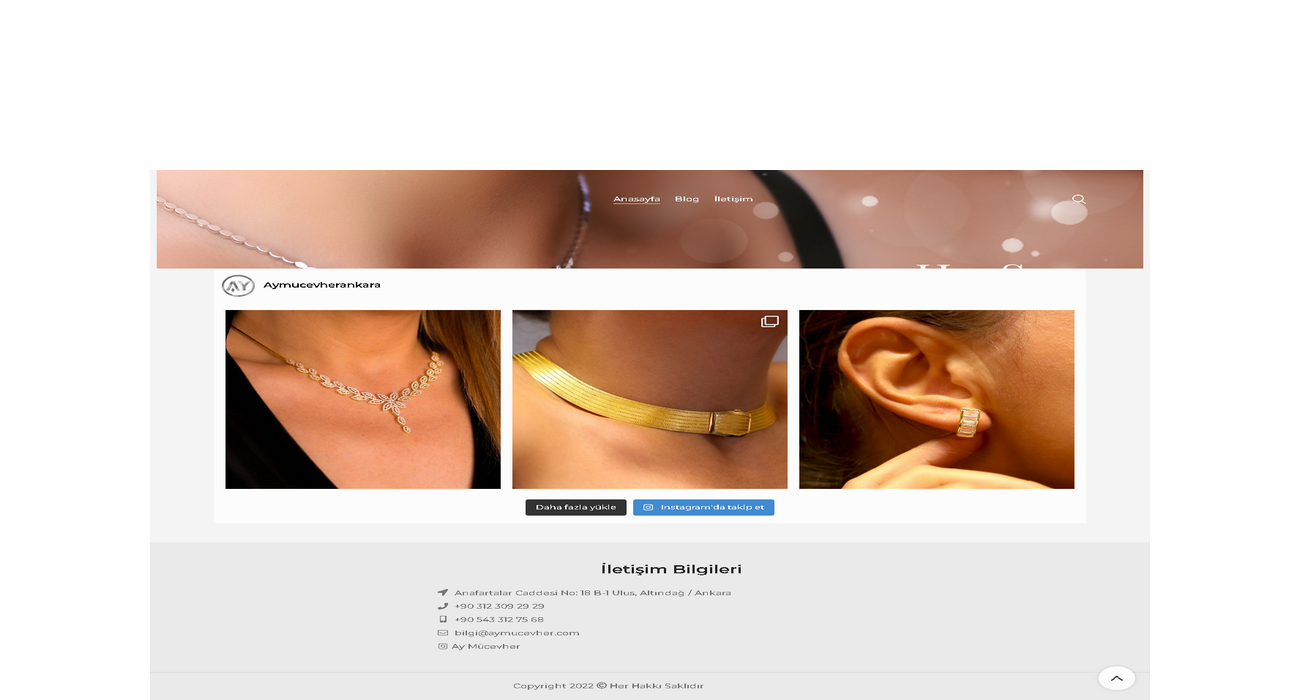 Anasayfa Blog İletişim
AY Aymucevherankara
Daha fazla yükle Instagram'da takip et
İletişim Bilgileri
Anafartalar Caddesi No: 18 B-1 Ulus, Altındağ / Ankara
+90 312 309 29 29
+90 543 312 75 68
bilgi@aymucevher.com
Ay Mücevher
Copyright 2022 © Her Hakkı Saklıdır